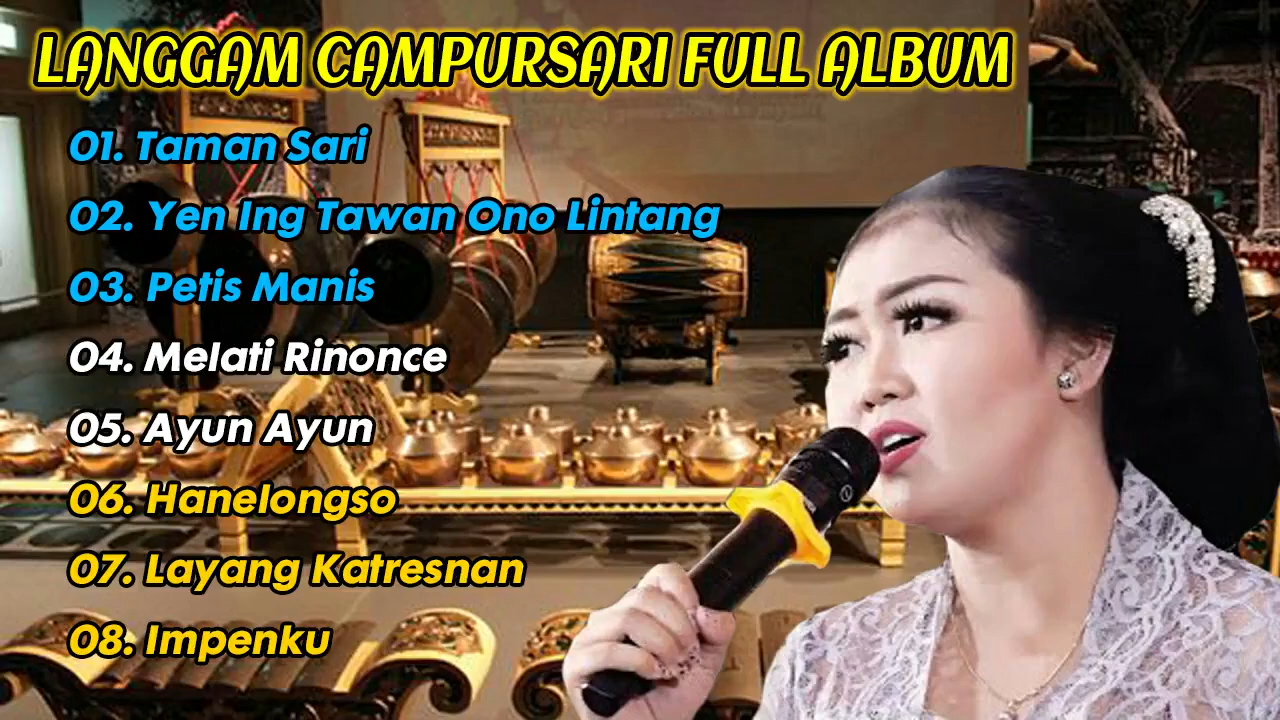 LANGGAM CAMPURSARI FULL ALBUM
01. Taman Sari
02. Yen Ing Tawan Ono Lintang
03. Petis Manis
04. Melati Rinonce
05. Ayun Ayun
06. Hanelongso
07. Layang Katresnan
08. Impenku